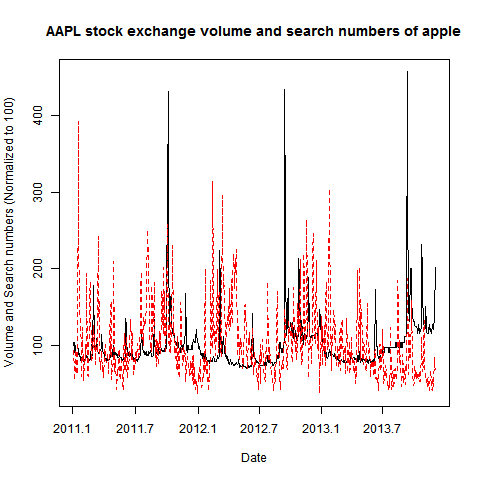 AAPL stock exchange volume and search numbers of apple
Volume and Search numbers (Normalized to 100)
400
300
200
100
2011.1 2011.7 2012.1 2012.7 2013.1 2013.7
Date